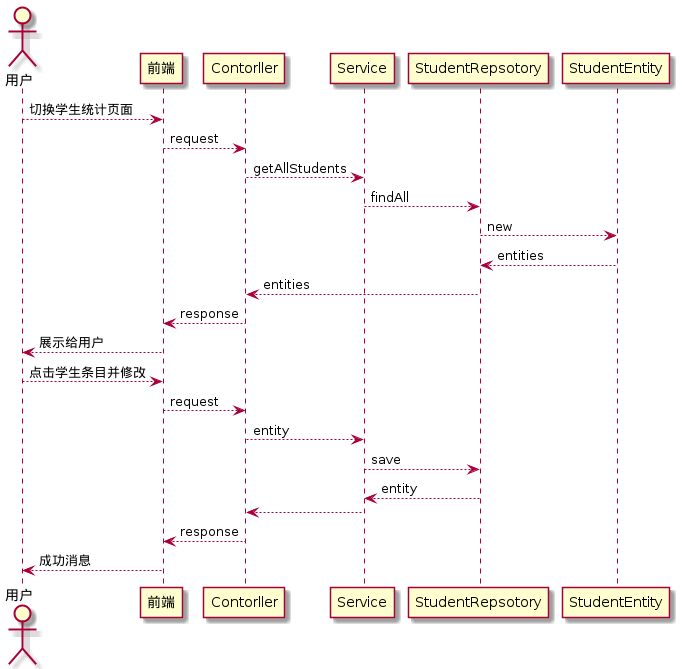 用户
前端
Contorller
Service
StudentRepsotory
StudentEntity
切换学生统计页面
request
getAllStudents
findAll
new
entities
entities
response
展示给用户
点击学生条目并修改
request
entity
save
entity
response
成功消息
用户
前端
Contorller
Service
StudentRepsotory
StudentEntity